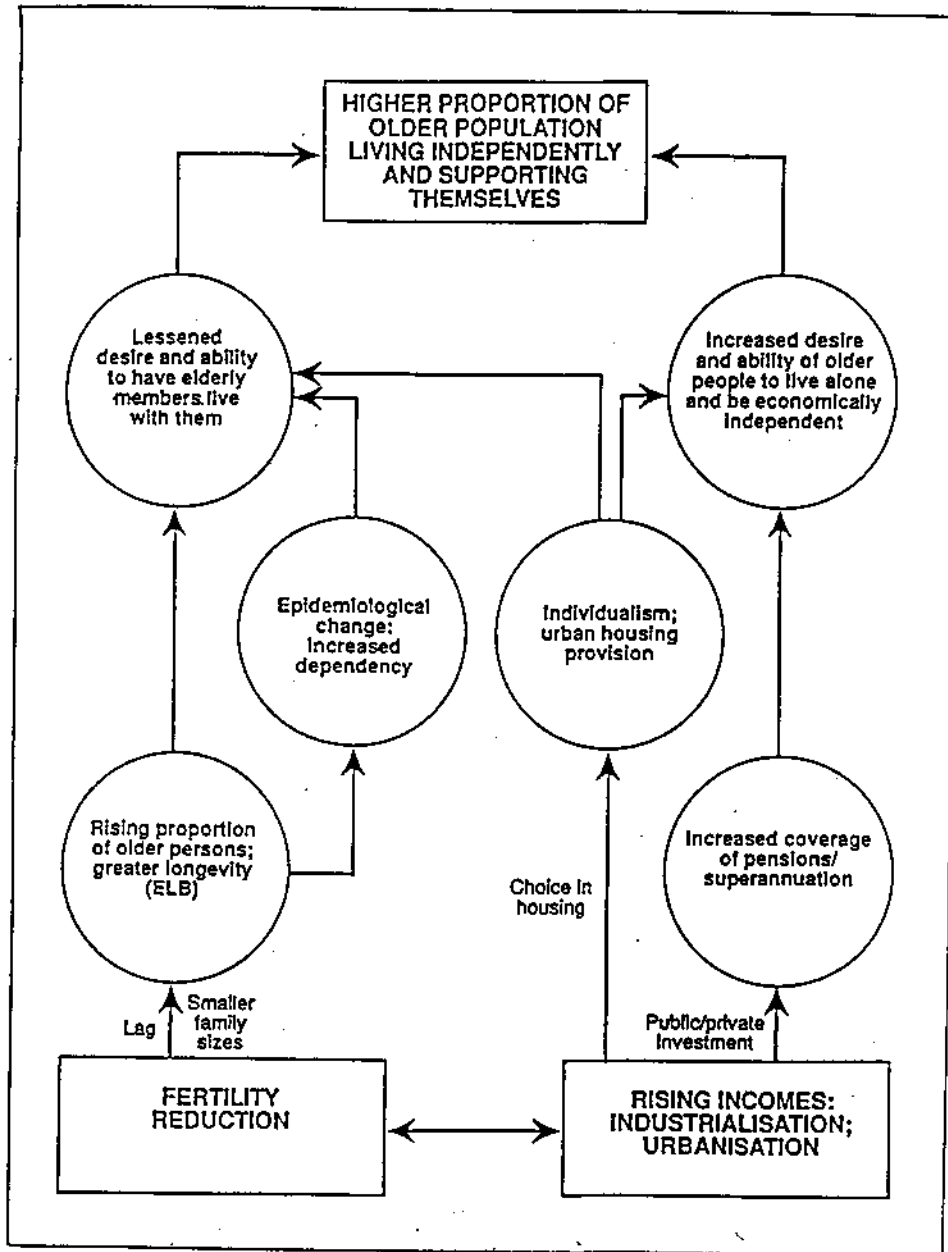 HIGHER PROPORTION OF
OLDER POPULATION
LIVING INDEPENDENTLY
AND SUPPORTING
THEMSELVES
Lessened
desire and ability
to have elderly
members.live
with them
Increased desire
and ability of older
people to live alone
and be economically
independent
Epidemiological
change;
increased
dependency
Individualism;
urban housing
provision
Rising proportion
of older persons;
greater longevity
(ELB)
Increased coverage
of pensions/
superannuation
Choice in
housing
Lag
Smaller
family
sizes
Public/private
investment
FERTILITY
REDUCTION
RISING INCOMES:
INDUSTRIALISATION;
URBANISATION